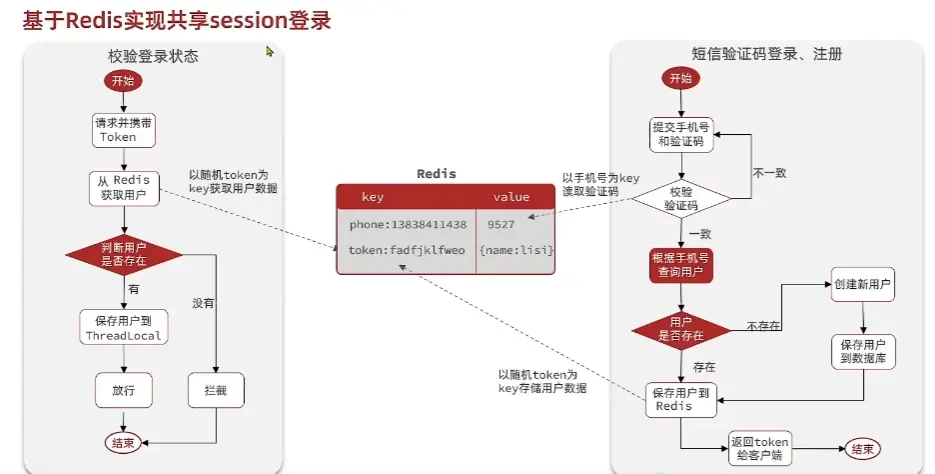 基于Redis实现共享session登录
校验登录状态
开始
请求并携带
Token
从 Redis
获取用户
判断用户
是否存在
有
没有
保存用户到
ThreadLocal
放行
拦截
结束
以随机token为
key获取用户数据
Redis
key value
phone:13838411438 9527
token:fadfjklfweo {name:lisi}
以手机号为key
读取验证码
以随机token为
key存储用户数据
短信验证码登录、注册
开始
提交手机号
和验证码
不一致
校验
验证码
一致
根据手机号
查询用户
创建新用户
用户
是否存在
不存在
保存用户
到数据库
存在
保存用户到
Redis
返回token
给客户端
结束